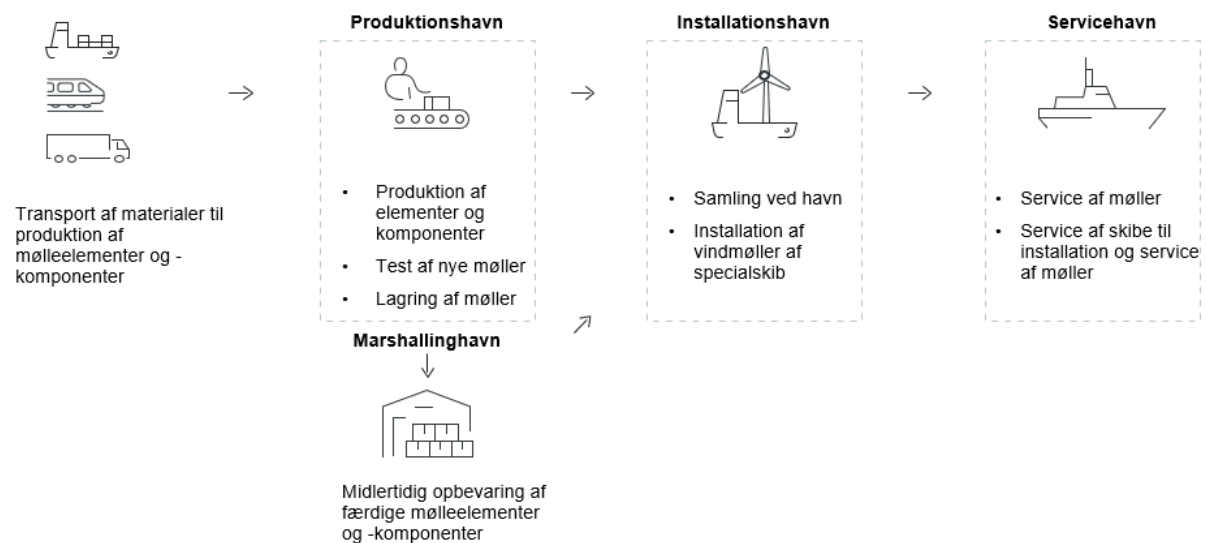 Produktionshavn
Installationshavn
Servicehavn
Transport af materialer til
produktion af
mølleelementer og -
komponenter
• Produktion af
elementer og
komponenter
• Test af nye møller
• Lagring af møller
Marshallinghavn
Midlertidig opbevaring af
færdige mølleelementer
og -komponenter
• Samling ved havn
• Installation af
vindmøller af
specialskib
• Service af møller
• Service af skibe til
installation og service
af møller